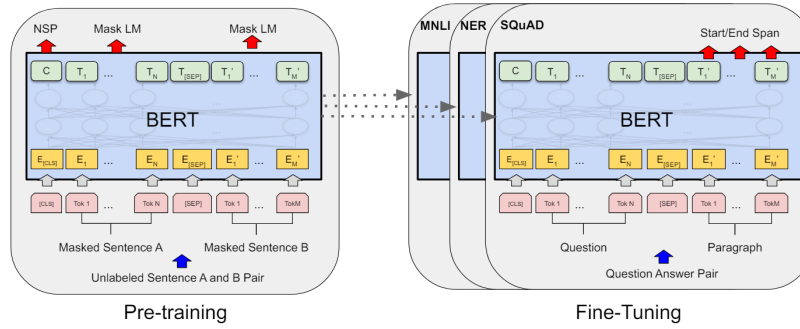 NSP Mask LM Mask LM
C T1 ... TN T[SEP] T1' ... TM'
BERT
E[CLS] E1 ... EN E[SEP] E1' ... EM'
[CLS] Tok 1 ... Tok N [SEP] Tok 1 ... TokM
Masked Sentence A Masked Sentence B
Unlabeled Sentence A and B Pair
Pre-training
MNLI NER SQuAD
Start/End Span
C T1 ... TN T[SEP] T1' ... TM'
BERT
E[CLS] E1 ... EN E[SEP] E1' ... EM'
[CLS] Tok 1 ... Tok N [SEP] Tok 1 ... TokM
Question Paragraph
Question Answer Pair
Fine-Tuning